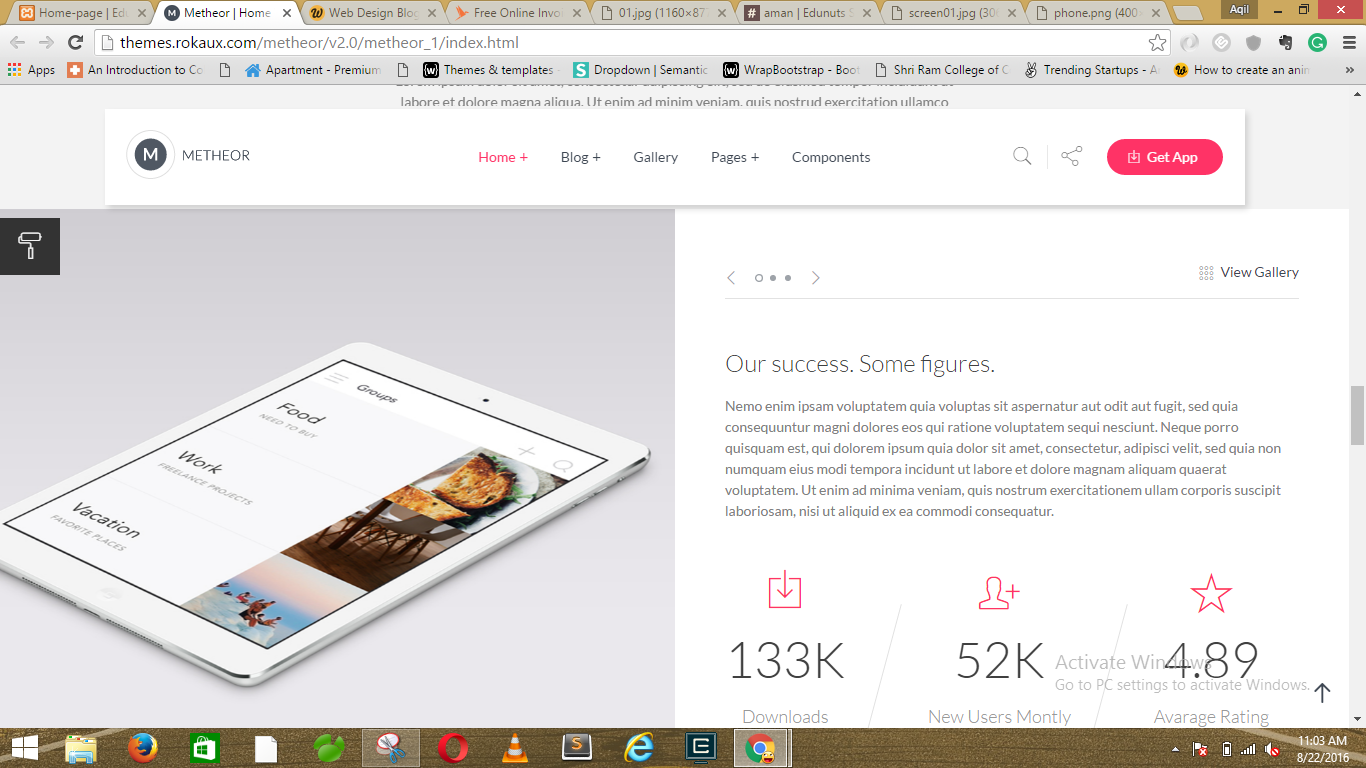 Home-page | Edu
Metheor | Home
Web Design Blog
Free Online Invoi
01.jpg (1160×87
aman | Edunuts S
screen01.jpg (30
phone.png (400×
Aqil
themes.rokaux.com/metheor/v2.0/metheor_1/index.html
Apps
An Introduction to Co
Apartment - Premium
Themes & templates
Dropdown | Semantic
WrapBootstrap - Boot
Shri Ram College of C
Trending Startups - A
How to create an anim
»
labore et dolore magna aliqua. Ut enim ad minim veniam, quis nostrud exercitation ullamco
M METHEOR
Home +
Blog +
Gallery
Pages +
Components
Get App
View Gallery
Groups
Food
NEED TO BUY
Work
FREELANCE PROJECTS
Vacation
FAVORITE PLACES
Our success. Some figures.
Nemo enim ipsam voluptatem quia voluptas sit aspernatur aut odit aut fugit, sed quia
consequuntur magni dolores eos qui ratione voluptatem sequi nesciunt. Neque porro
quisquam est, qui dolorem ipsum quia dolor sit amet, consectetur, adipisci velit, sed quia non
numquam eius modi tempora incidunt ut labore et dolore magnam aliquam quaerat
voluptatem. Ut enim ad minima veniam, quis nostrum exercitationem ullam corporis suscipit
laboriosam, nisi ut aliquid ex ea commodi consequatur.
133K
Downloads
52K
New Users Montly
4.89
Avarage Rating
Activate Windows
Go to PC settings to activate Windows.
11:03 AM
8/22/2016